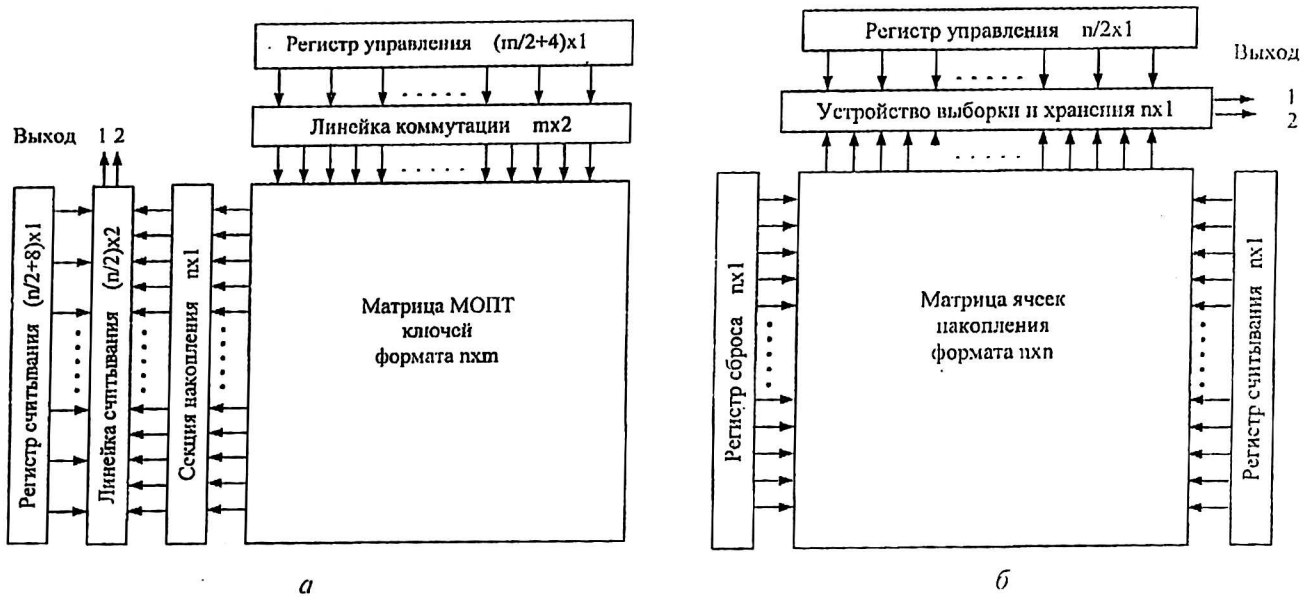 Регистр управления (m/2+4)x1
Линейка коммутации mx2
Выход 1 2
Регистр считывания (n/2+8)x1
Линейка считывания (n/2)x2
Секция накопления nx1
Матрица МОПТ
ключей
формата nxm
а
Регистр управления n/2x1
Выход
Устройство выборки и хранения nx1
1
2
Регистр сброса nx1
Матрица ячеек
накопления
формата nxn
Регистр считывания nx1
б